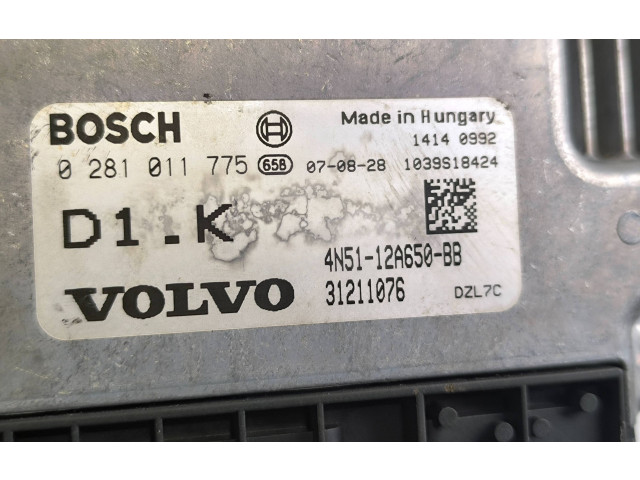 BOSCH Made in Hungary
1414 0992
0 281 011 775 658 07-08-28 1039S18424
D1.K
4N51-12A650-BB
VOLVO 31211076 DZL7C